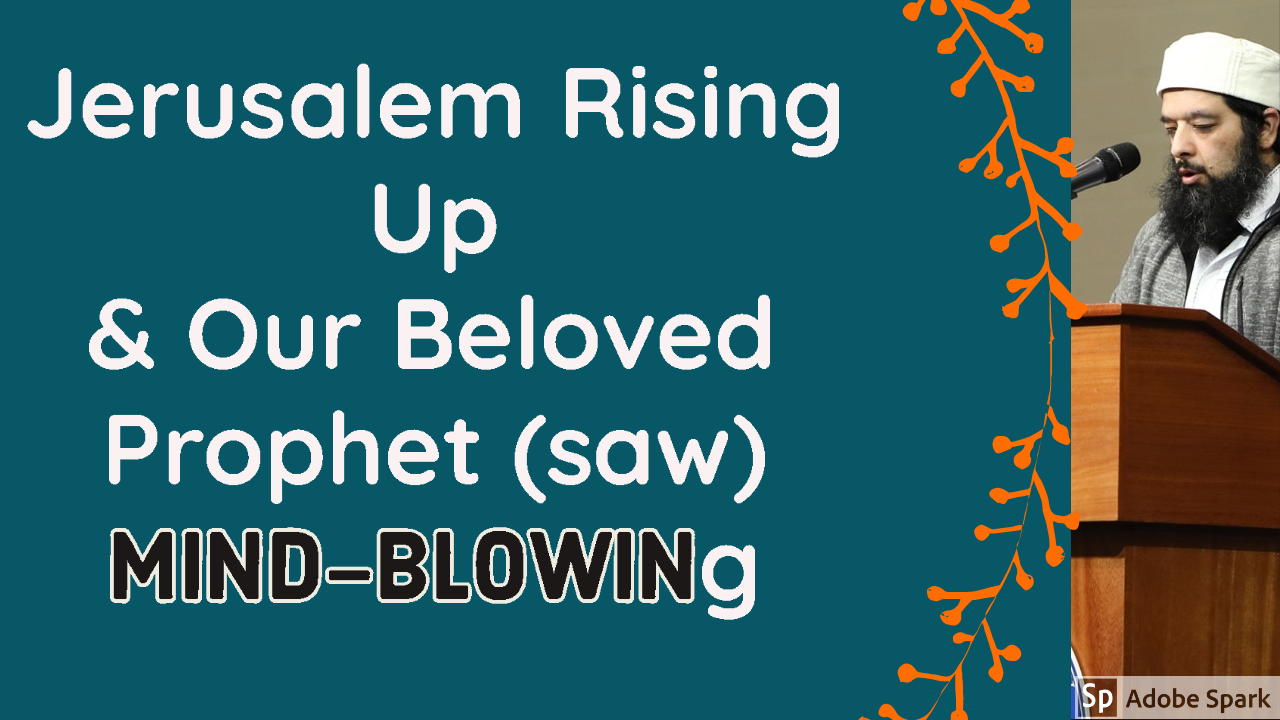 Jerusalem Rising
Up
& Our Beloved
Prophet (saw)
MIND-BLOWINg
Sp Adobe Spark